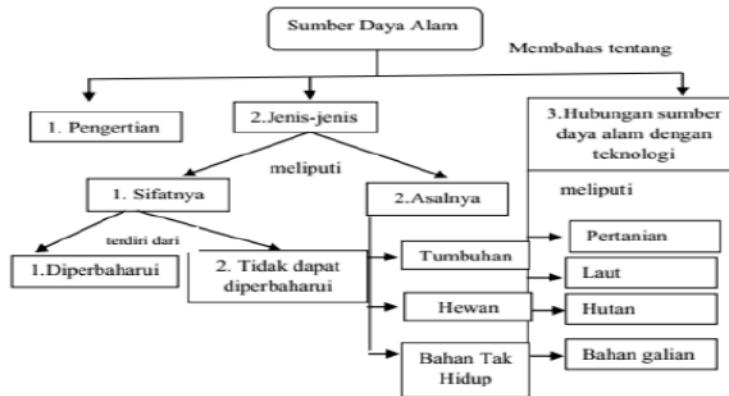 Sumber Daya Alam
Membahas tentang
1. Pengertian
2.Jenis-jenis
3.Hubungan sumber
daya alam dengan
teknologi
meliputi
meliputi
1. Sifatnya
2.Asalnya
terdiri dari
1.Diperbaharui
2. Tidak dapat
diperbaharui
Tumbuhan
Hewan
Bahan Tak
Hidup
Pertanian
Laut
Hutan
Bahan galian